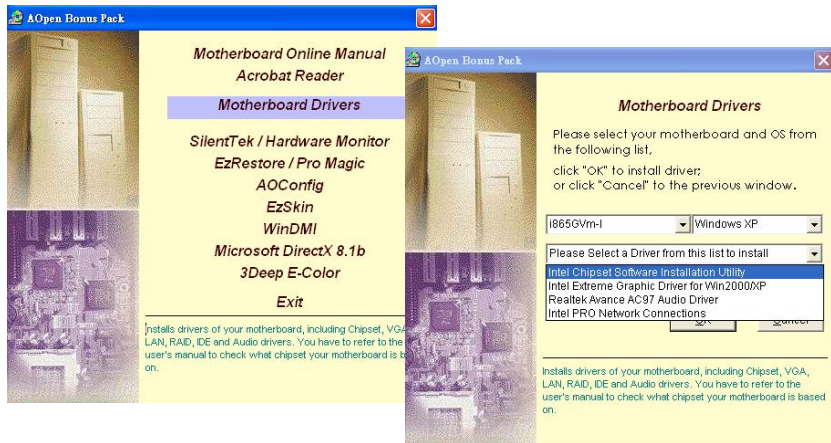 AOpen Bonus Pack
Motherboard Online Manual
Acrobat Reader
Motherboard Drivers
SilentTek / Hardware Monitor
EzRestore / Pro Magic
AOConfig
EzSkin
WinDMI
Microsoft DirectX 8.1b
3Deep E-Color
Exit
nstalls drivers of your motherboard, including Chipset, VGA
LAN, RAID, IDE and Audio drivers. You have to refer to the
user's manual to check what chipset your motherboard is b
on.
AOpen Bonus Pack
Motherboard Drivers
Please select your motherboard and OS from
the following list,
click "OK" to install driver;
or click "Cancel" to the previous window.
i865GVm-I
Windows XP
Please Select a Driver from this list to install
Intel Chipset Software Installation Utility
Intel Extreme Graphic Driver for Win2000/XP
Realtek Avance AC97 Audio Driver
Intel PRO Network Connections
Installs drivers of your motherboard, including Chipset, VGA,
LAN, RAID, IDE and Audio drivers. You have to refer to the
user's manual to check what chipset your motherboard is based
on.